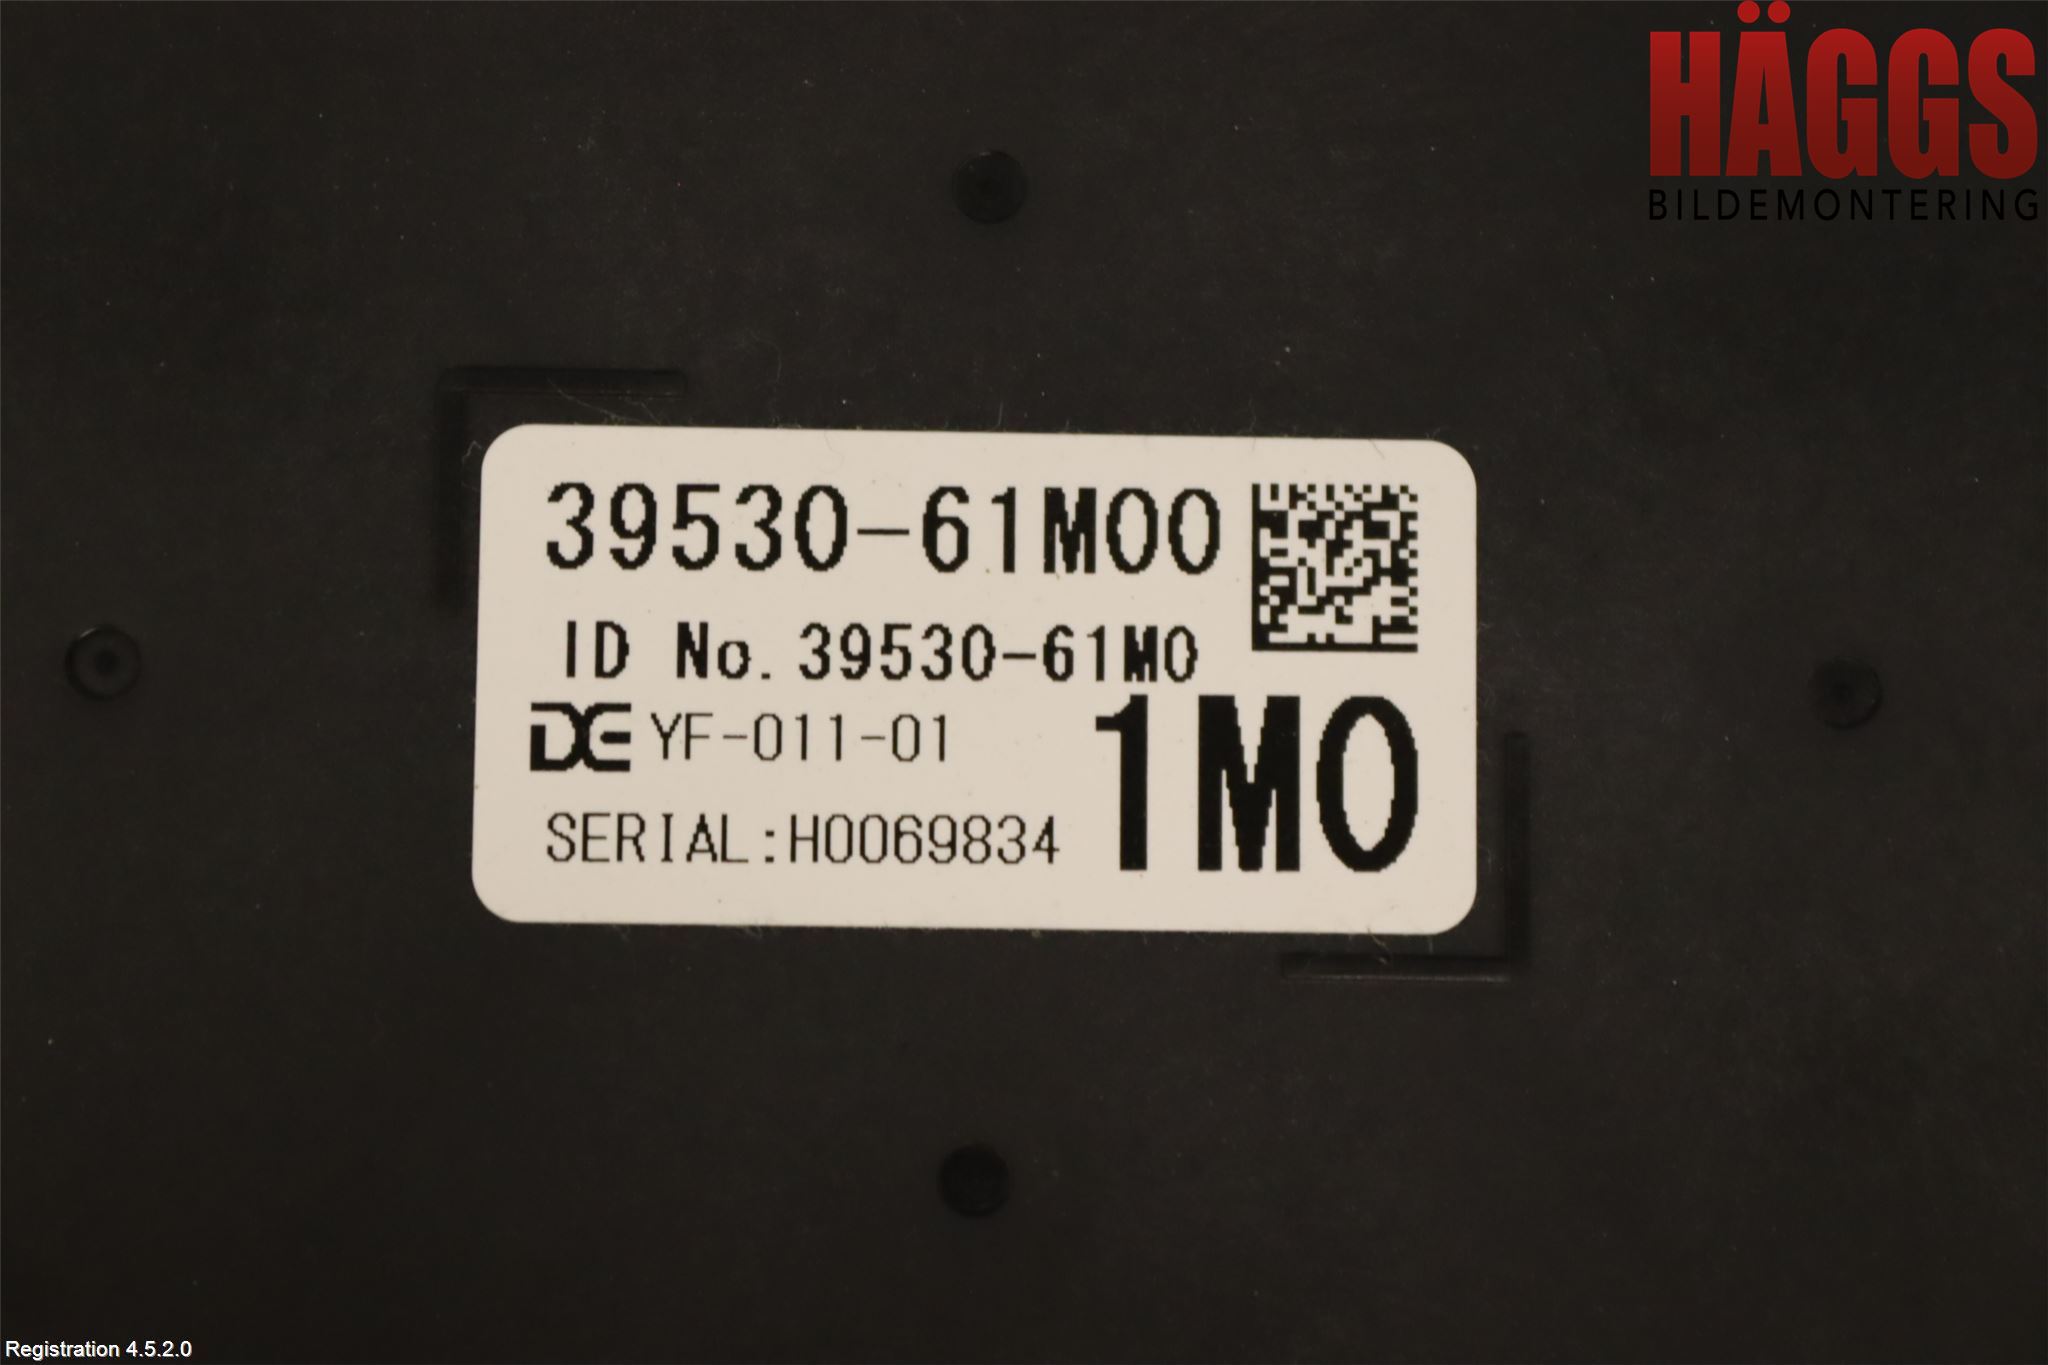 HÄGGS
BILDEMONTERING
39530-61M00
ID No. 39530-61M0
DE YF-011-01
1M0
SERIAL:H0069834
Registration 4.5.2.0